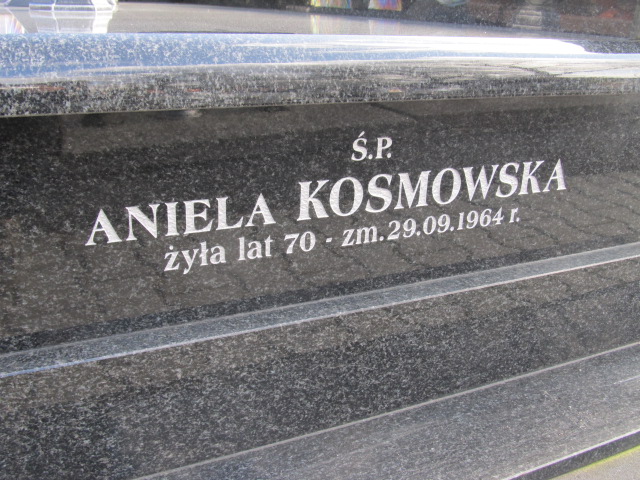 Ś.P.
ANIELA KOSMOWSKA
żyła lat 70 - zm. 29.09.1964 r.